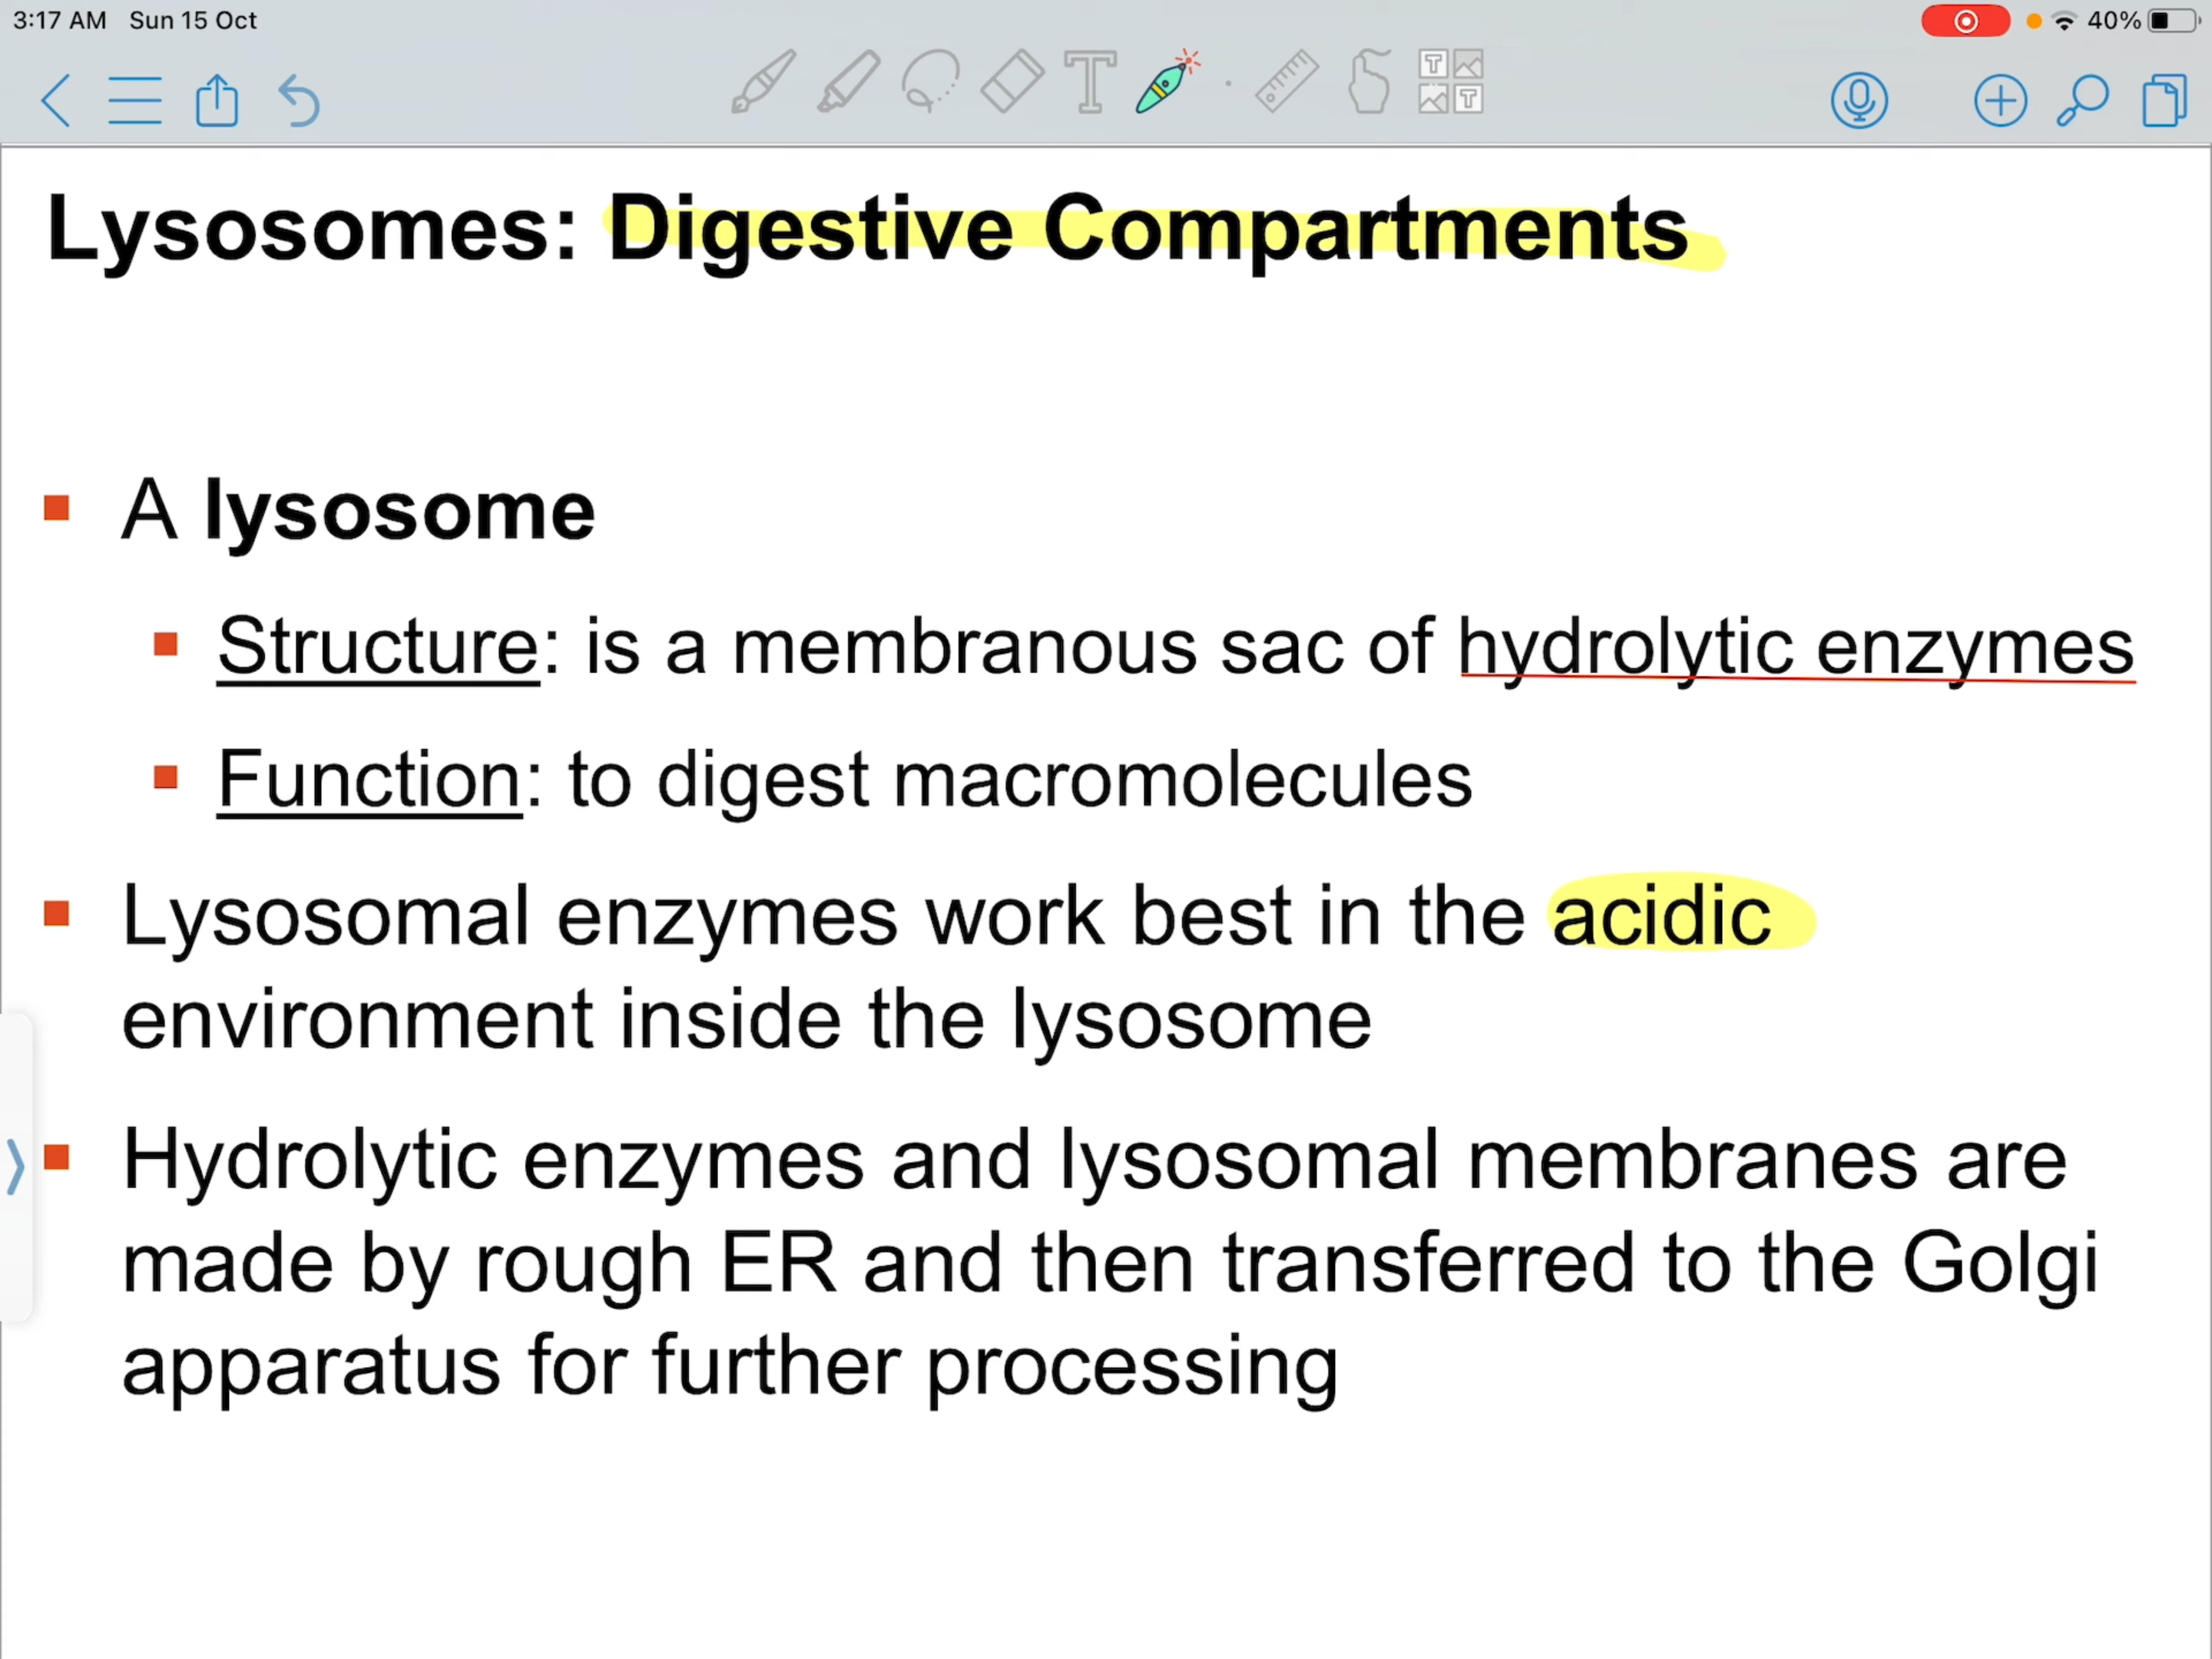 3:17 AM Sun 15 Oct
40%
Lysosomes: Digestive Compartments
A lysosome
Structure: is a membranous sac of hydrolytic enzymes
Function: to digest macromolecules
Lysosomal enzymes work best in the acidic
environment inside the lysosome
Hydrolytic enzymes and lysosomal membranes are
made by rough ER and then transferred to the Golgi
apparatus for further processing